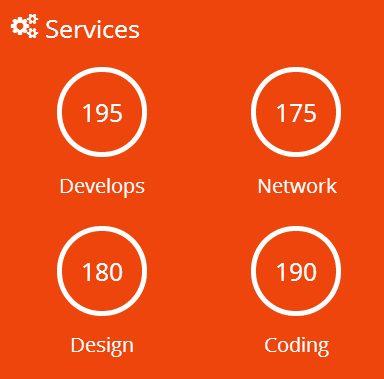 Services
195 175
Develops Network
180 190
Design Coding